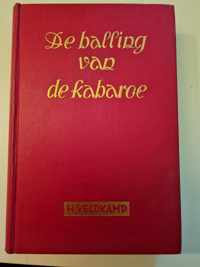 De balling
van
de kabaroe
H. VELDKAMP